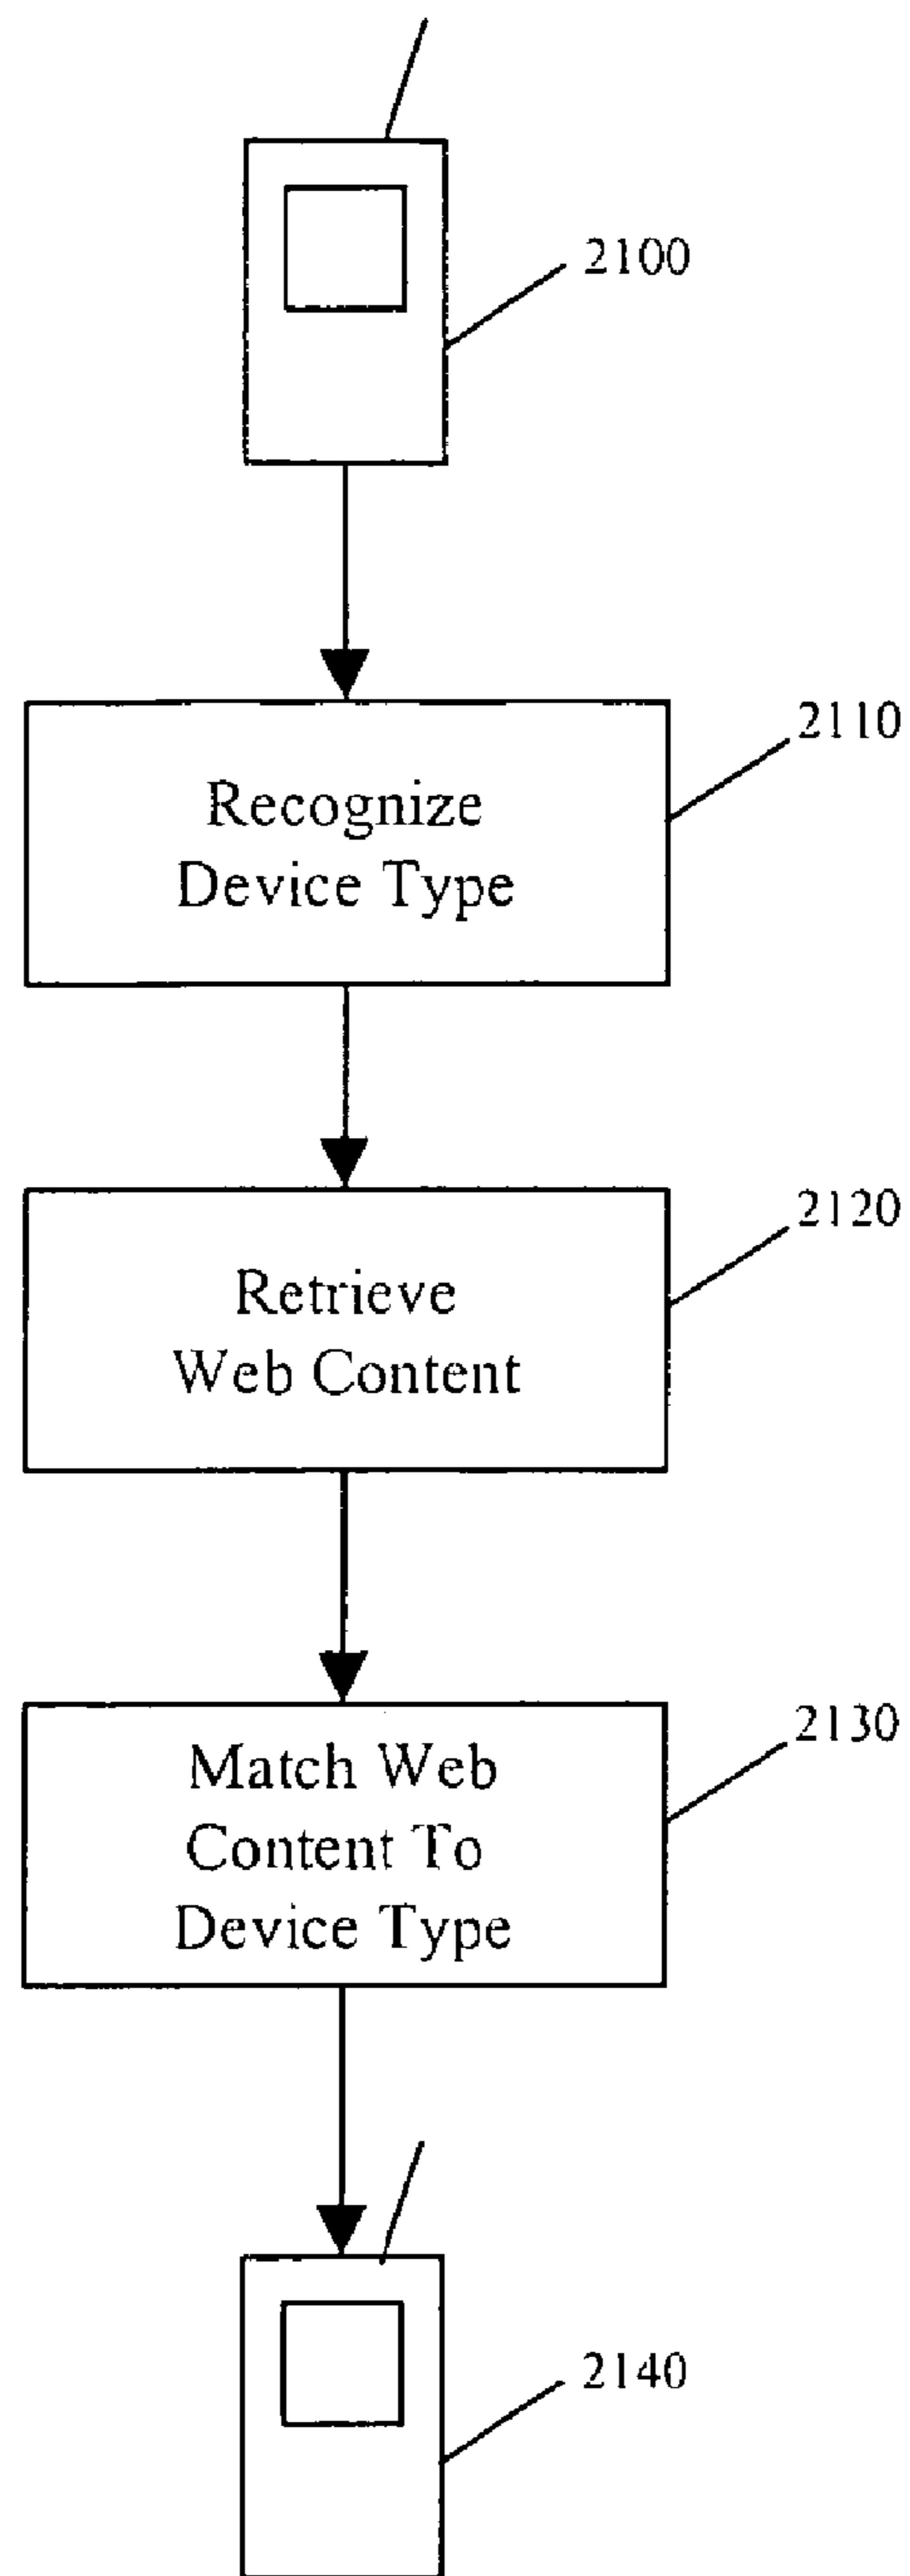 2100
2110
Recognize
Device Type
2120
Retrieve
Web Content
2130
Match Web
Content To
Device Type
2140